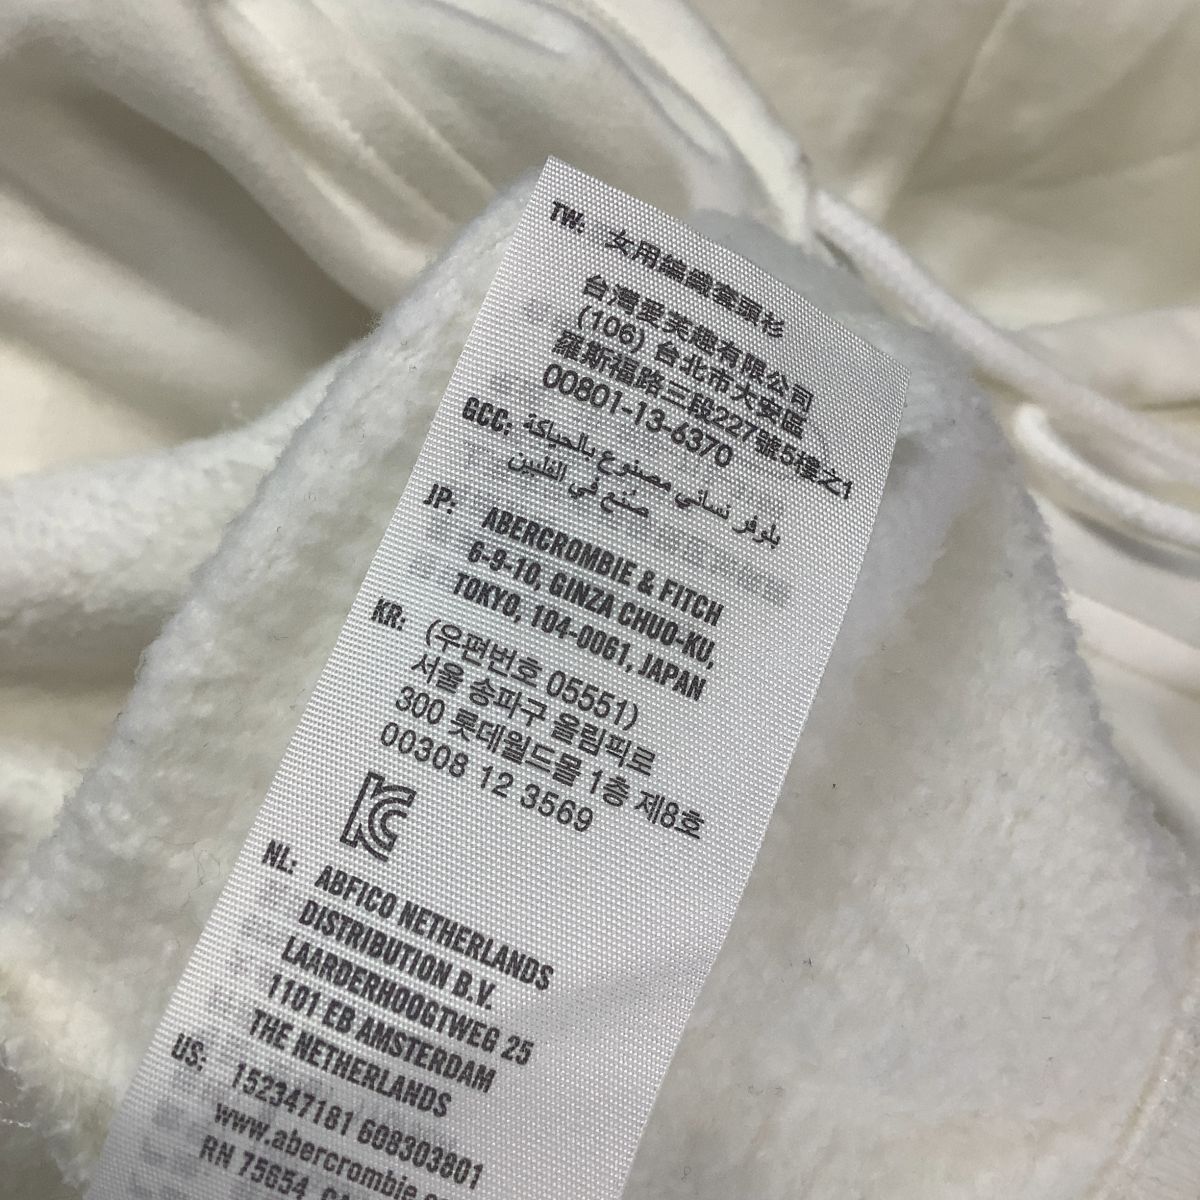 TW: 女用編織套頭衫
台灣愛芙趣有限公司
(106) 台北市大安區
羅斯福路三段227號5樓之1
00801-13-6370
GCC: بلوفر نسائي مصنوع بالحياكة
صُنع في الفلبين
JP: ABERCROMBIE & FITCH
6-9-10, GINZA CHUO-KU,
TOKYO, 104-0061, JAPAN
KR: (우편번호 05551)
서울 송파구 올림픽로
300 롯데월드몰 1층 제8호
00308 12 3569
NL: ABFICO NETHERLANDS
DISTRIBUTION B.V.
LAARDERHOOGTWEG 25
1101 EB AMSTERDAM
THE NETHERLANDS
US: 152347181 608303801
www.abercrombie
RN 75654